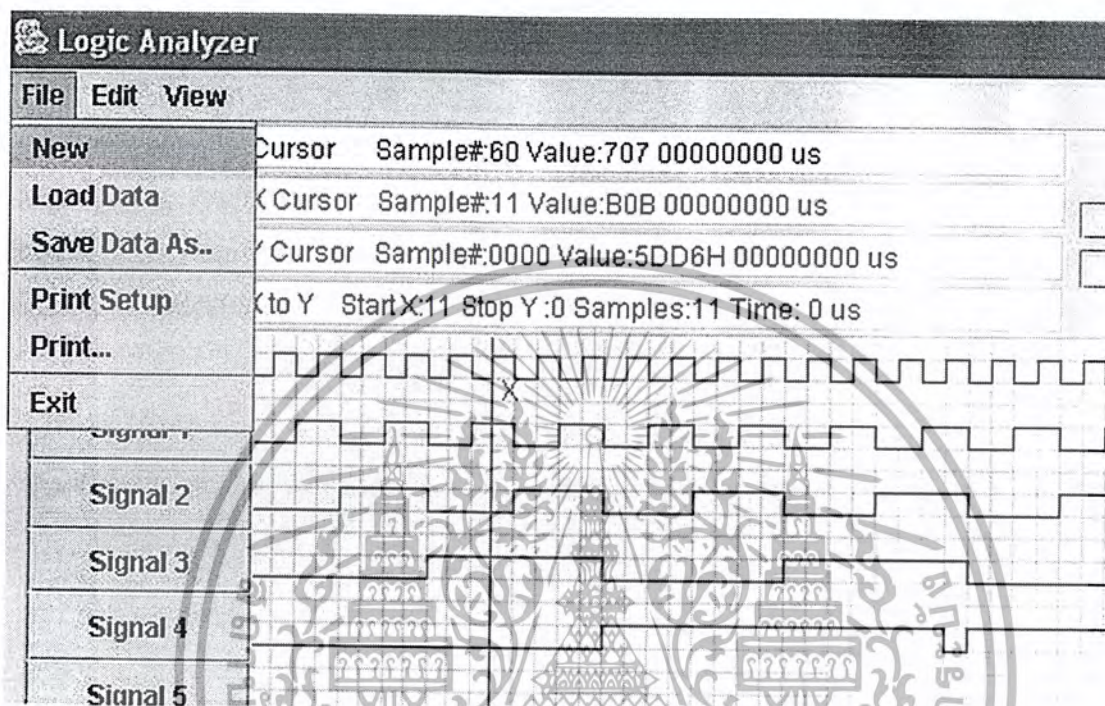 Logic Analyzer
File Edit View
New
Load Data
Save Data As..
Print Setup
Print...
Exit
Cursor Sample#:60 Value:707 00000000 us
X Cursor Sample#:11 Value:B0B 00000000 us
Y Cursor Sample#:0000 Value:5DD6H 00000000 us
X to Y Start X:11 Stop Y :0 Samples:11 Time: 0 us
X
Signal 1
Signal 2
Signal 3
Signal 4
Signal 5